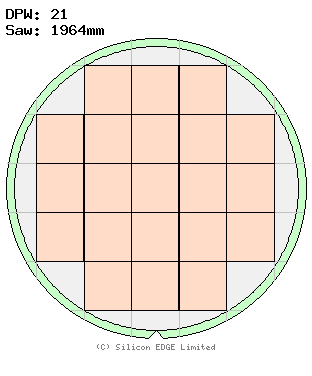 DPW: 21
Saw: 1964mm
(C) Silicon EDGE Limited